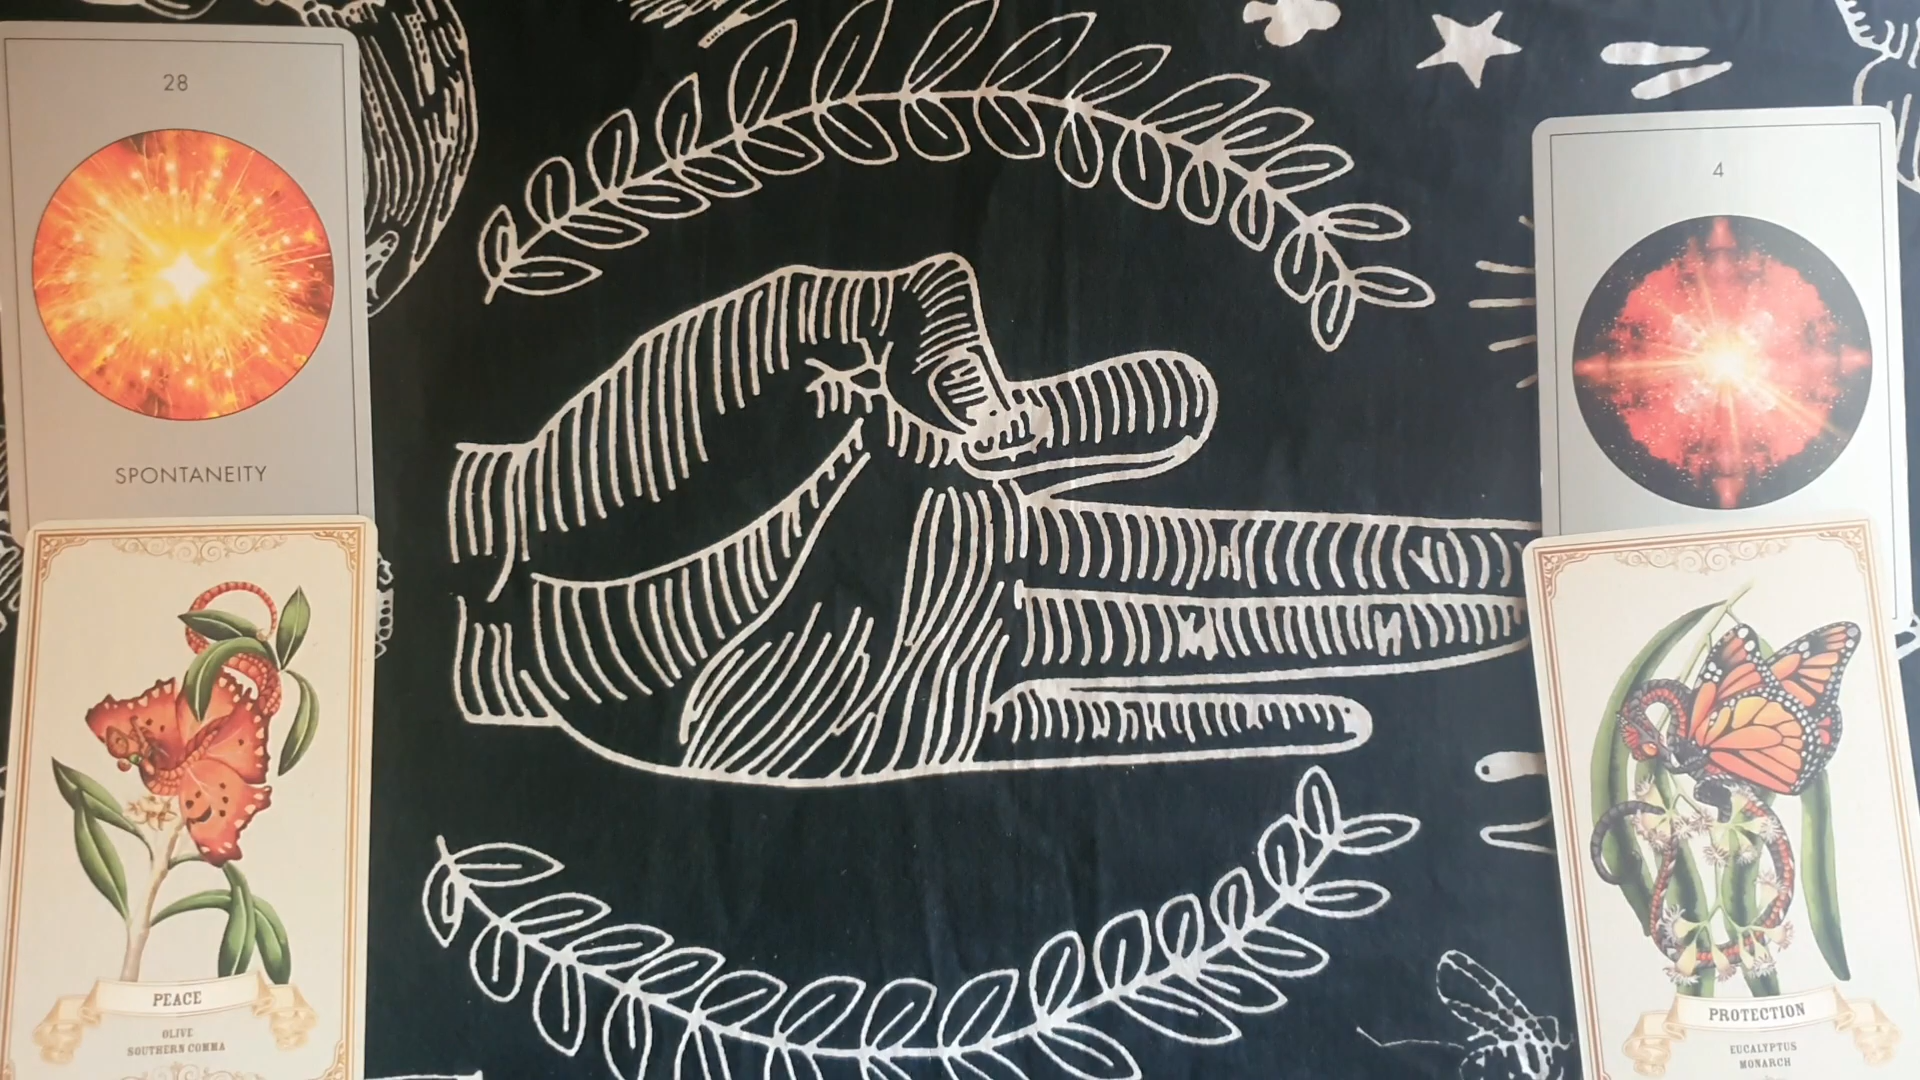 28
SPONTANEITY
PEACE
OLIVE
SOUTHERN COMMA
4
PROTECTION
EUCALYPTUS
MONARCH